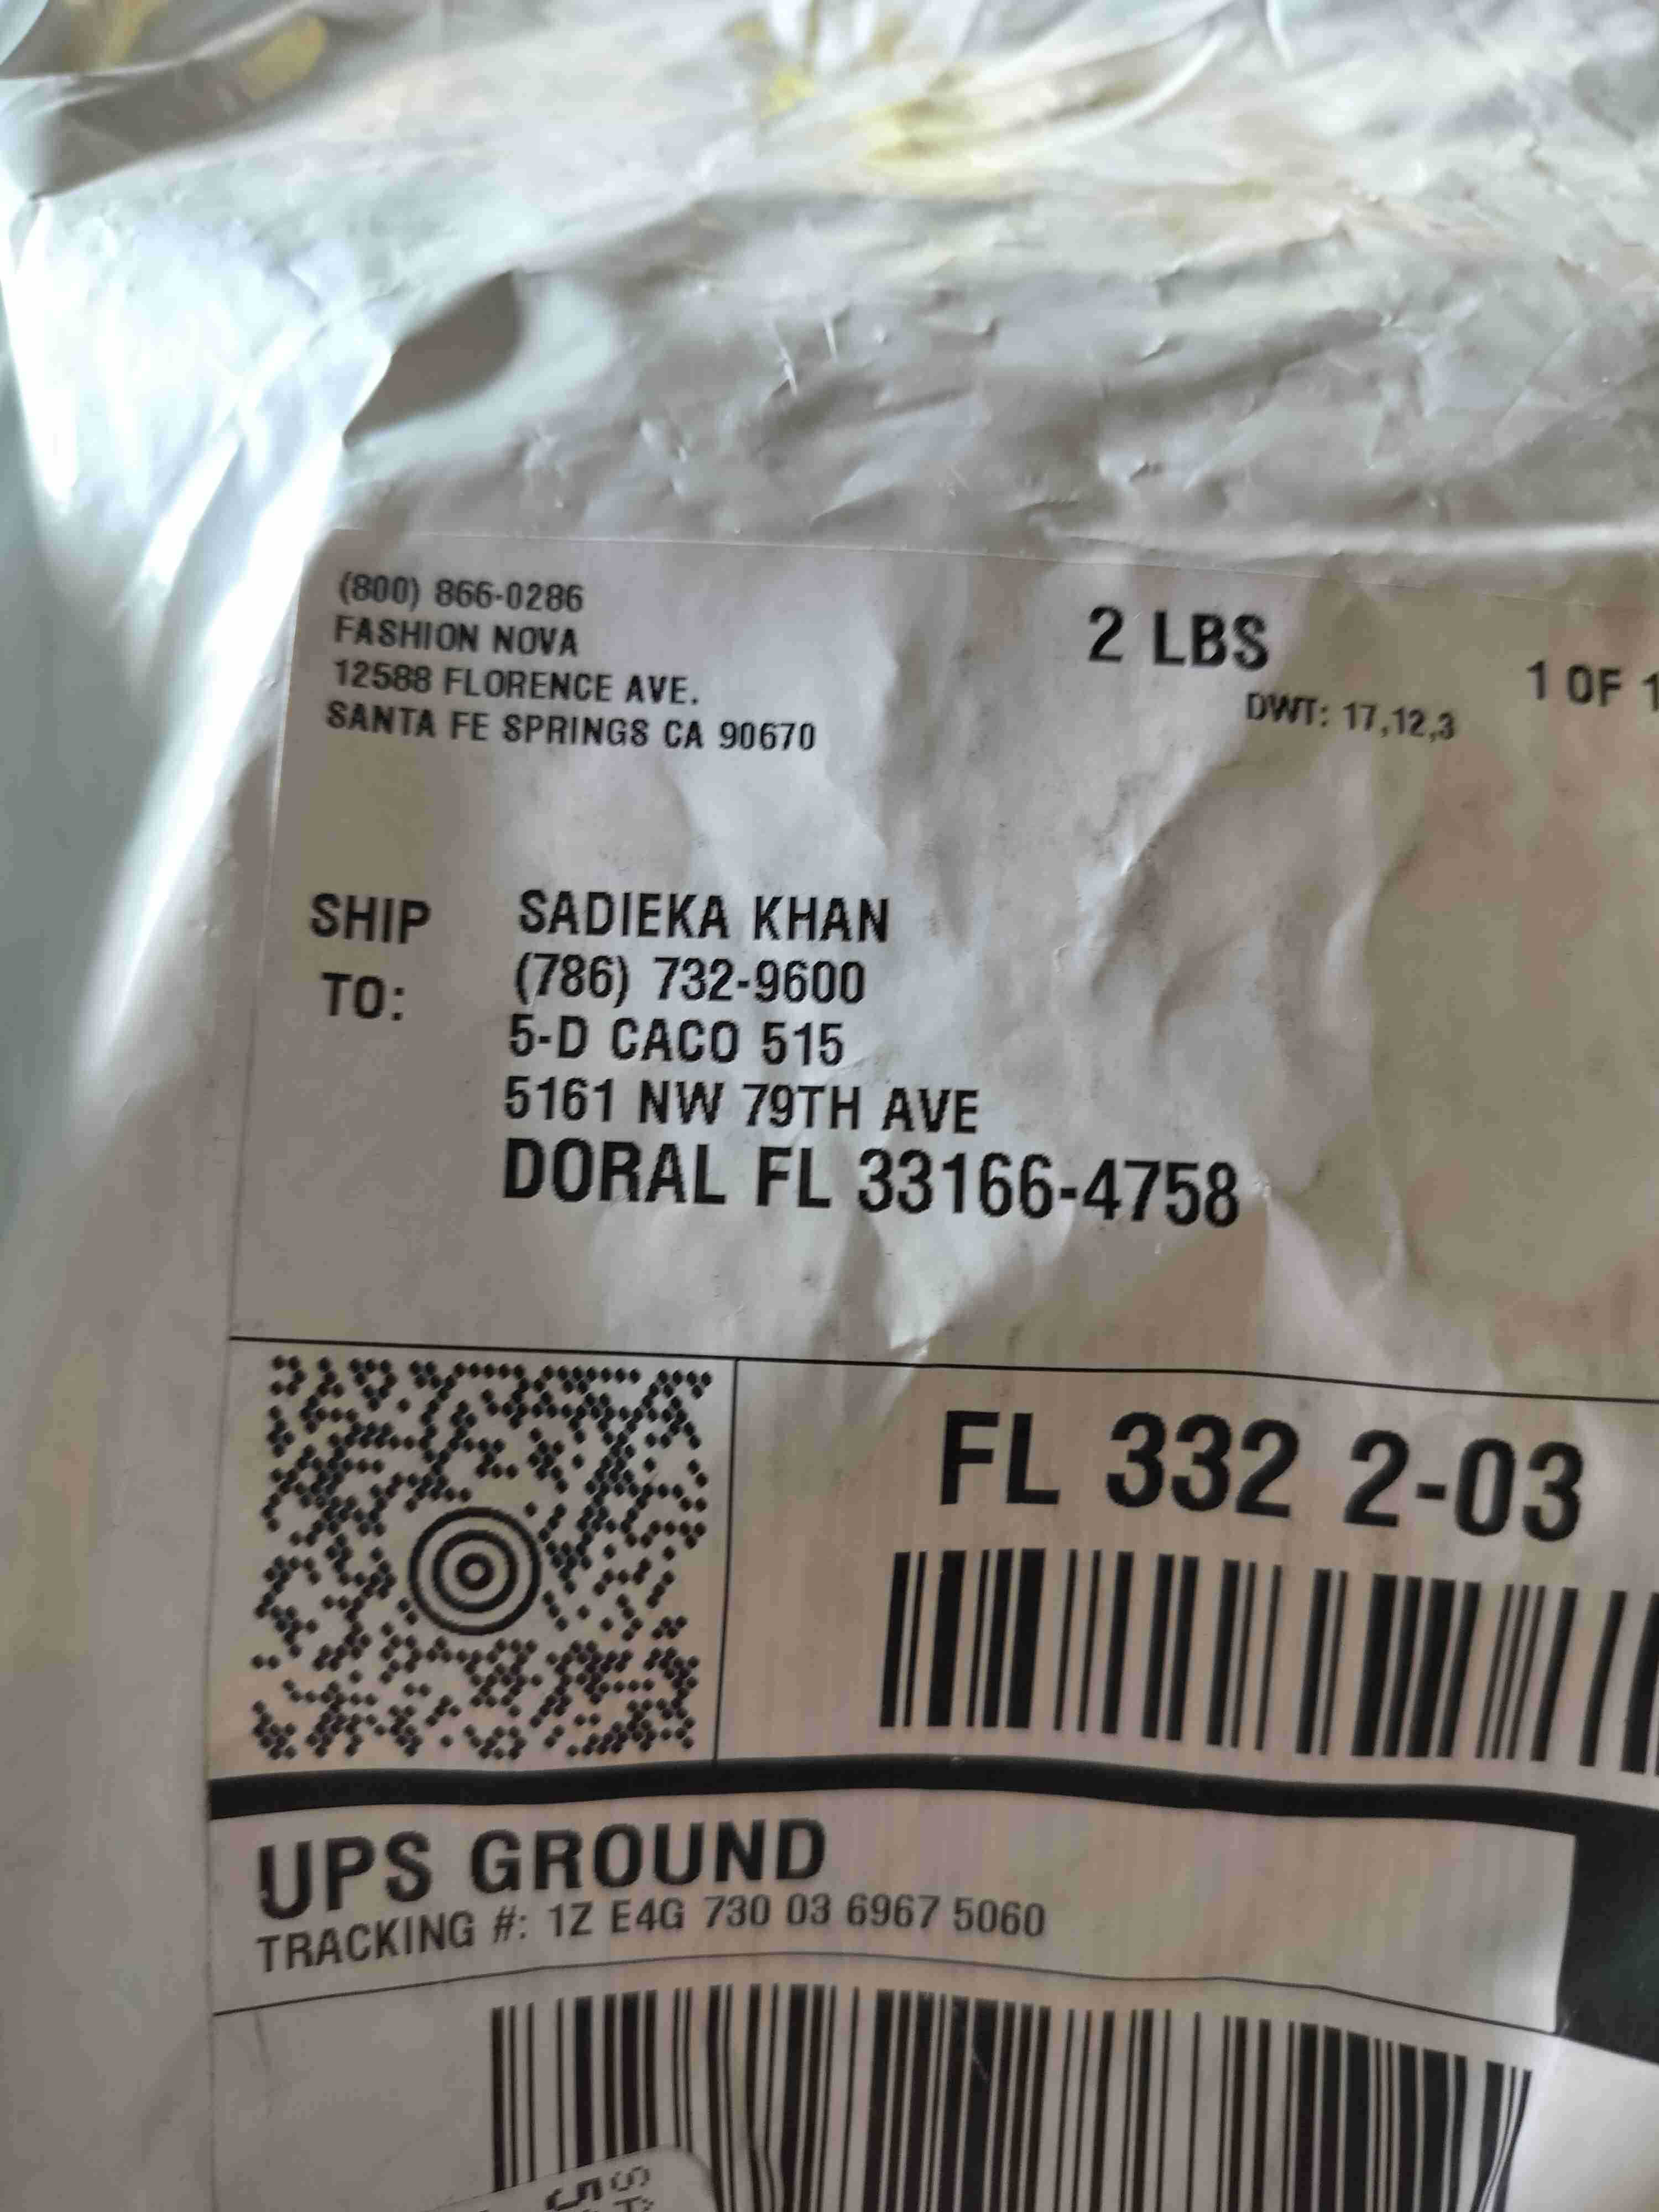 (800) 866-0286
FASHION NOVA
12588 FLORENCE AVE.
SANTA FE SPRINGS CA 90670
2 LBS
1 OF 1
DWT: 17,12,3
SHIP TO:
SADIEKA KHAN
(786) 732-9600
5-D CACO 515
5161 NW 79TH AVE
DORAL FL 33166-4758
FL 332 2-03
UPS GROUND
TRACKING #: 1Z E4G 730 03 6967 5060